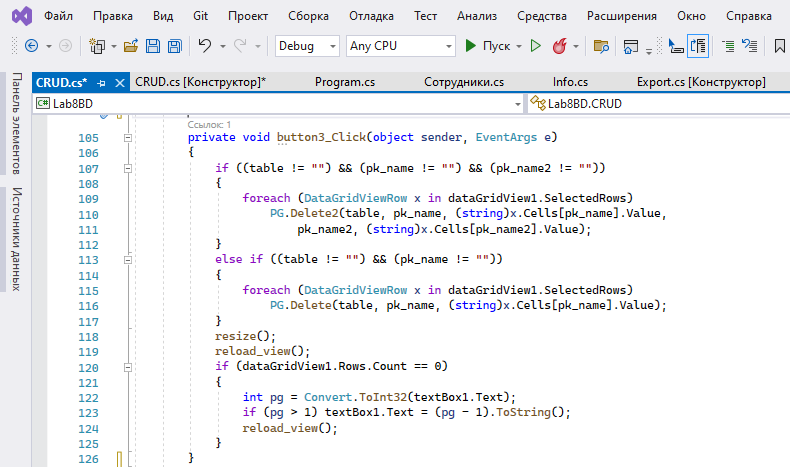 Файл Правка Вид Git Проект Сборка Отладка Тест Анализ Средства Расширения Окно Справка
Debug Any CPU Пуск
Панель элементов
Источники данных
CRUD.cs* CRUD.cs [Конструктор]* Program.cs Сотрудники.cs Info.cs Export.cs [Конструктор]
C# Lab8BD Lab8BD.CRUD
Ссылок: 1
105 private void button3_Click(object sender, EventArgs e)
106 {
107 if ((table != "") && (pk_name != "") && (pk_name2 != ""))
108 {
109 foreach (DataGridViewRow x in dataGridView1.SelectedRows)
110 PG.Delete2(table, pk_name, (string)x.Cells[pk_name].Value,
111 pk_name2, (string)x.Cells[pk_name2].Value);
112 }
113 else if ((table != "") && (pk_name != ""))
114 {
115 foreach (DataGridViewRow x in dataGridView1.SelectedRows)
116 PG.Delete(table, pk_name, (string)x.Cells[pk_name].Value);
117 }
118 resize();
119 reload_view();
120 if (dataGridView1.Rows.Count == 0)
121 {
122 int pg = Convert.ToInt32(textBox1.Text);
123 if (pg > 1) textBox1.Text = (pg - 1).ToString();
124 reload_view();
125 }
126 }